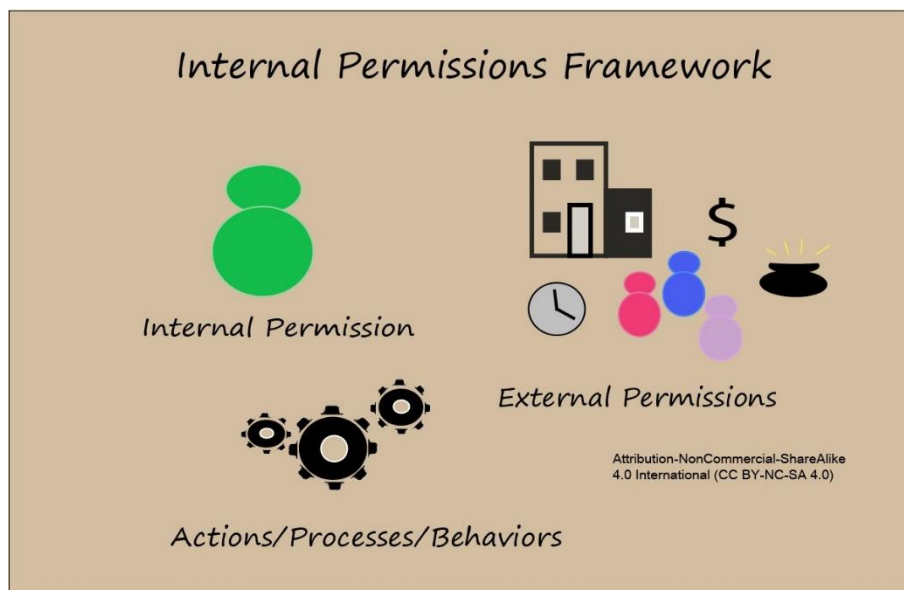 Internal Permissions Framework
$
Internal Permission
External Permissions
Attribution-NonCommercial-ShareAlike
4.0 International (CC BY-NC-SA 4.0)
Actions/Processes/Behaviors